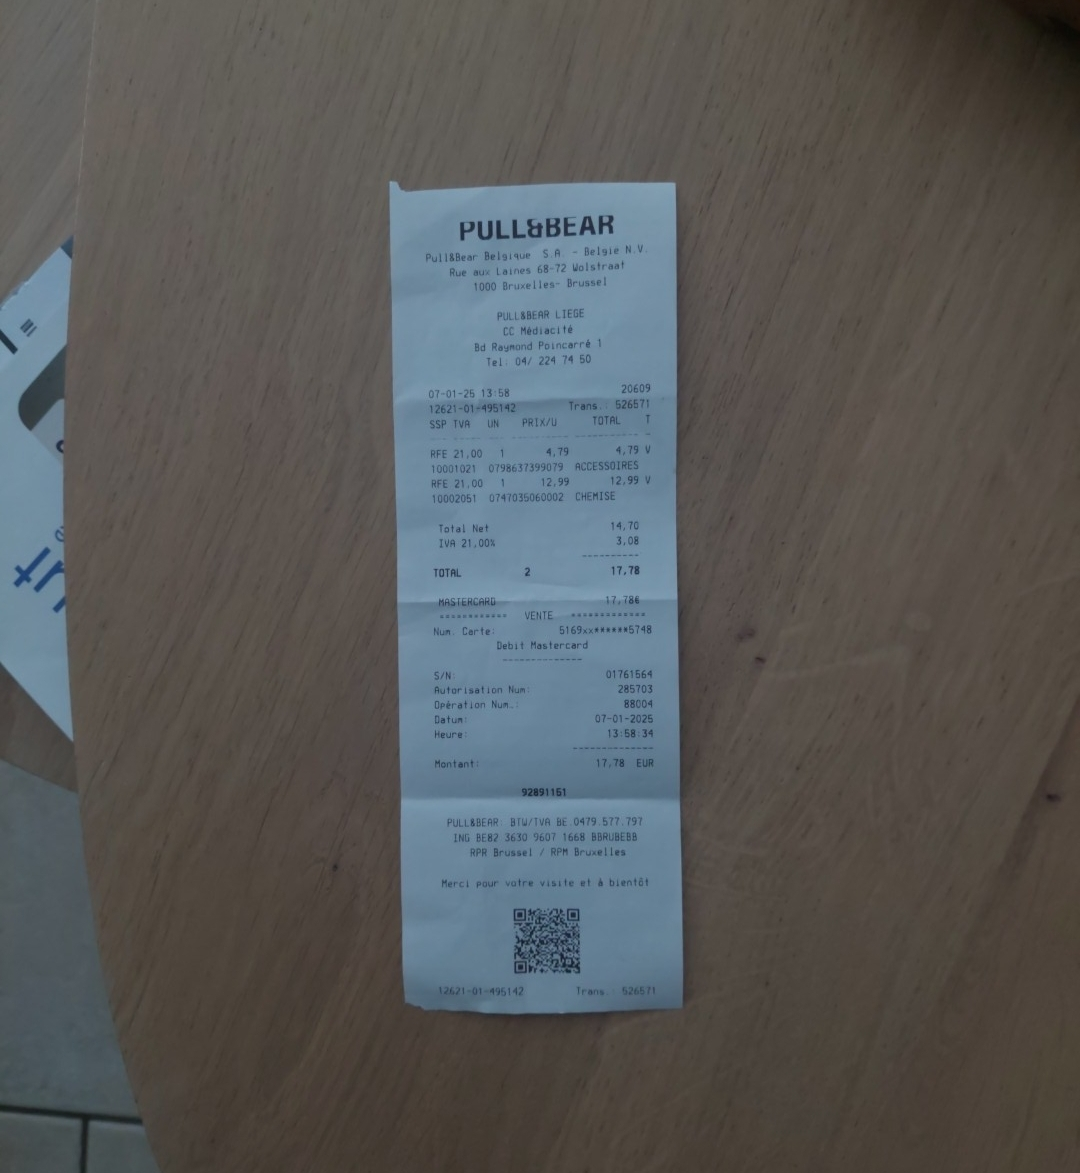 PULL&BEAR
Pull&Bear Belgique S.A. - België N.V.
Rue aux Laines 68-72 Wolstraat
1000 Bruxelles- Brussel
PULL&BEAR LIEGE
CC Médiacité
Bd Raymond Poincarré 1
Tel: 04/ 224 74 50
07-01-25 13:58 20609
12621-01-495142 Trans.: 526571
SSP TVA UN PRIX/U TOTAL T
RFE 21,00 1 4,79 4,79 V
10001021 0798637399079 ACCESSOIRES
RFE 21,00 1 12,99 12,99 V
10002051 0747035060002 CHEMISE
Total Net 14,70
IVA 21,00% 3,08
----------
TOTAL 2 17,78
MASTERCARD 17,78€
============ VENTE =============
Num. Carte: 5169xx******5748
Debit Mastercard
--------------
S/N: 01761564
Autorisation Num: 285703
Opération Num.: 88004
Datum: 07-01-2025
Heure: 13:58:34
--------------
Montant: 17,78 EUR
92891151
PULL&BEAR: BTW/TVA BE.0479.577.797
ING BE82 3630 9607 1668 BBRUBEBB
RPR Brussel / RPM Bruxelles
Merci pour votre visite et à bientôt
12621-01-495142 Trans.: 526571